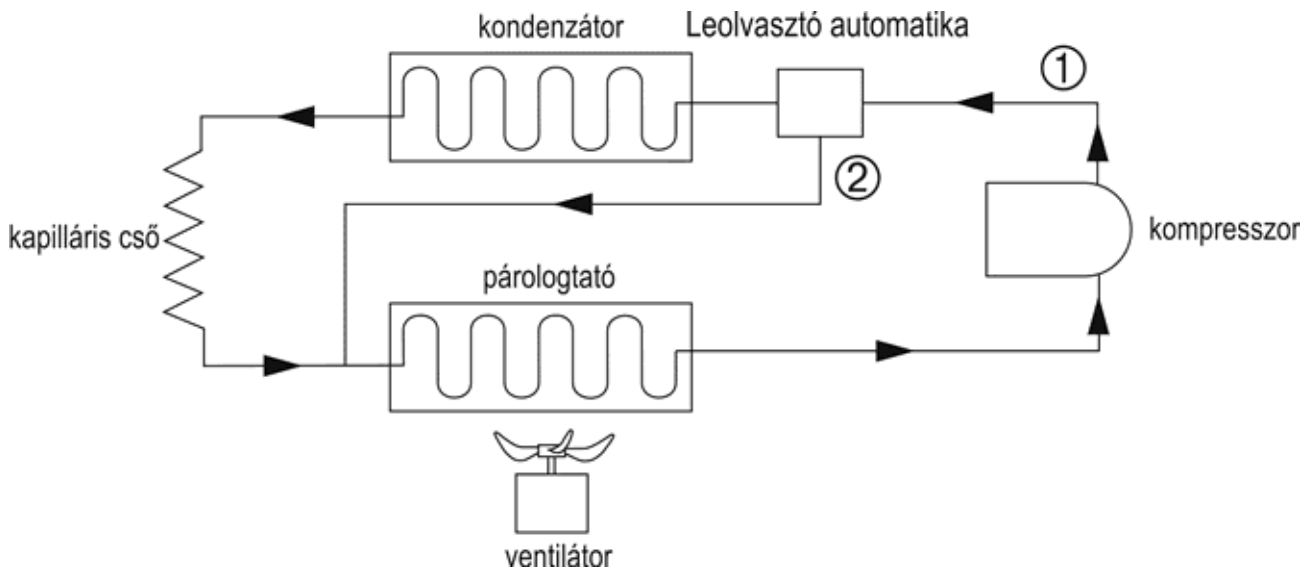 kondenzátor
Leolvasztó automatika
①
②
kapilláris cső
kompresszor
párologtató
ventilátor